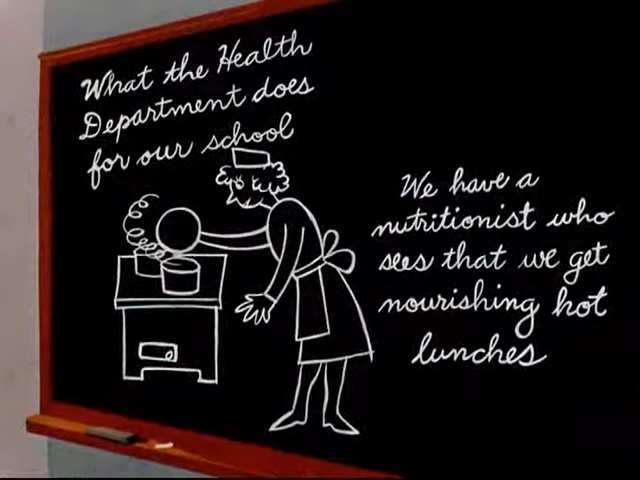 What the Health
Department does
for our school
We have a
nutritionist who
sees that we get
nourishing hot
lunches